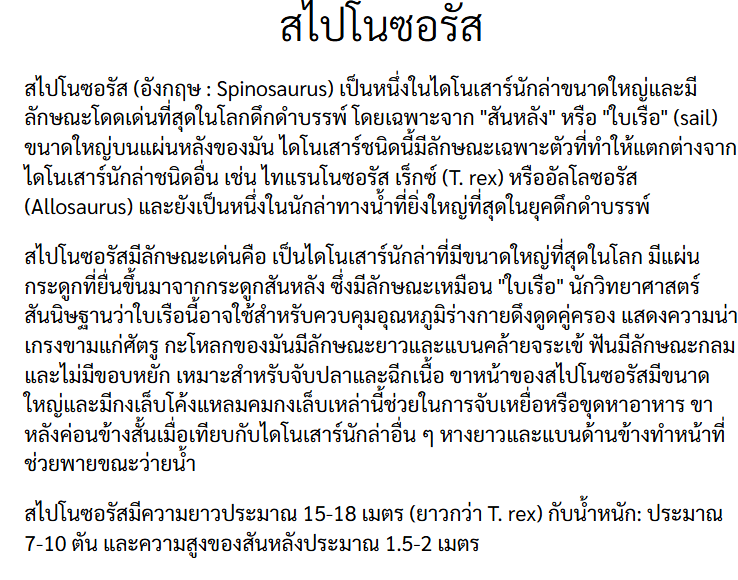 สไปโนซอรัส
สไปโนซอรัส (อังกฤษ : Spinosaurus) เป็นหนึ่งในไดโนเสาร์นักล่าขนาดใหญ่และมี
ลักษณะโดดเด่นที่สุดในโลกดึกดำบรรพ์ โดยเฉพาะจาก "สันหลัง" หรือ "ใบเรือ" (sail)
ขนาดใหญ่บนแผ่นหลังของมัน ไดโนเสาร์ชนิดนี้มีลักษณะเฉพาะตัวที่ทำให้แตกต่างจาก
ไดโนเสาร์นักล่าชนิดอื่น เช่น ไทแรนโนซอรัส เร็กซ์ (T. rex) หรืออัลโลซอรัส
(Allosaurus) และยังเป็นหนึ่งในนักล่าทางน้ำที่ยิ่งใหญ่ที่สุดในยุคดึกดำบรรพ์
สไปโนซอรัสมีลักษณะเด่นคือ เป็นไดโนเสาร์นักล่าที่มีขนาดใหญ่ที่สุดในโลก มีแผ่น
กระดูกที่ยื่นขึ้นมาจากกระดูกสันหลัง ซึ่งมีลักษณะเหมือน "ใบเรือ" นักวิทยาศาสตร์
สันนิษฐานว่าใบเรือนี้อาจใช้สำหรับควบคุมอุณหภูมิร่างกายดึงดูดคู่ครอง แสดงความน่า
เกรงขามแก่ศัตรู กะโหลกของมันมีลักษณะยาวและแบนคล้ายจระเข้ ฟันมีลักษณะกลม
และไม่มีขอบหยัก เหมาะสำหรับจับปลาและฉีกเนื้อ ขาหน้าของสไปโนซอรัสมีขนาด
ใหญ่และมีกงเล็บโค้งแหลมคมกงเล็บเหล่านี้ช่วยในการจับเหยื่อหรือขุดหาอาหาร ขา
หลังค่อนข้างสั้นเมื่อเทียบกับไดโนเสาร์นักล่าอื่น ๆ หางยาวและแบนด้านข้างทำหน้าที่
ช่วยพายขณะว่ายน้ำ
สไปโนซอรัสมีความยาวประมาณ 15-18 เมตร (ยาวกว่า T. rex) กับน้ำหนัก: ประมาณ
7-10 ตัน และความสูงของสันหลังประมาณ 1.5-2 เมตร